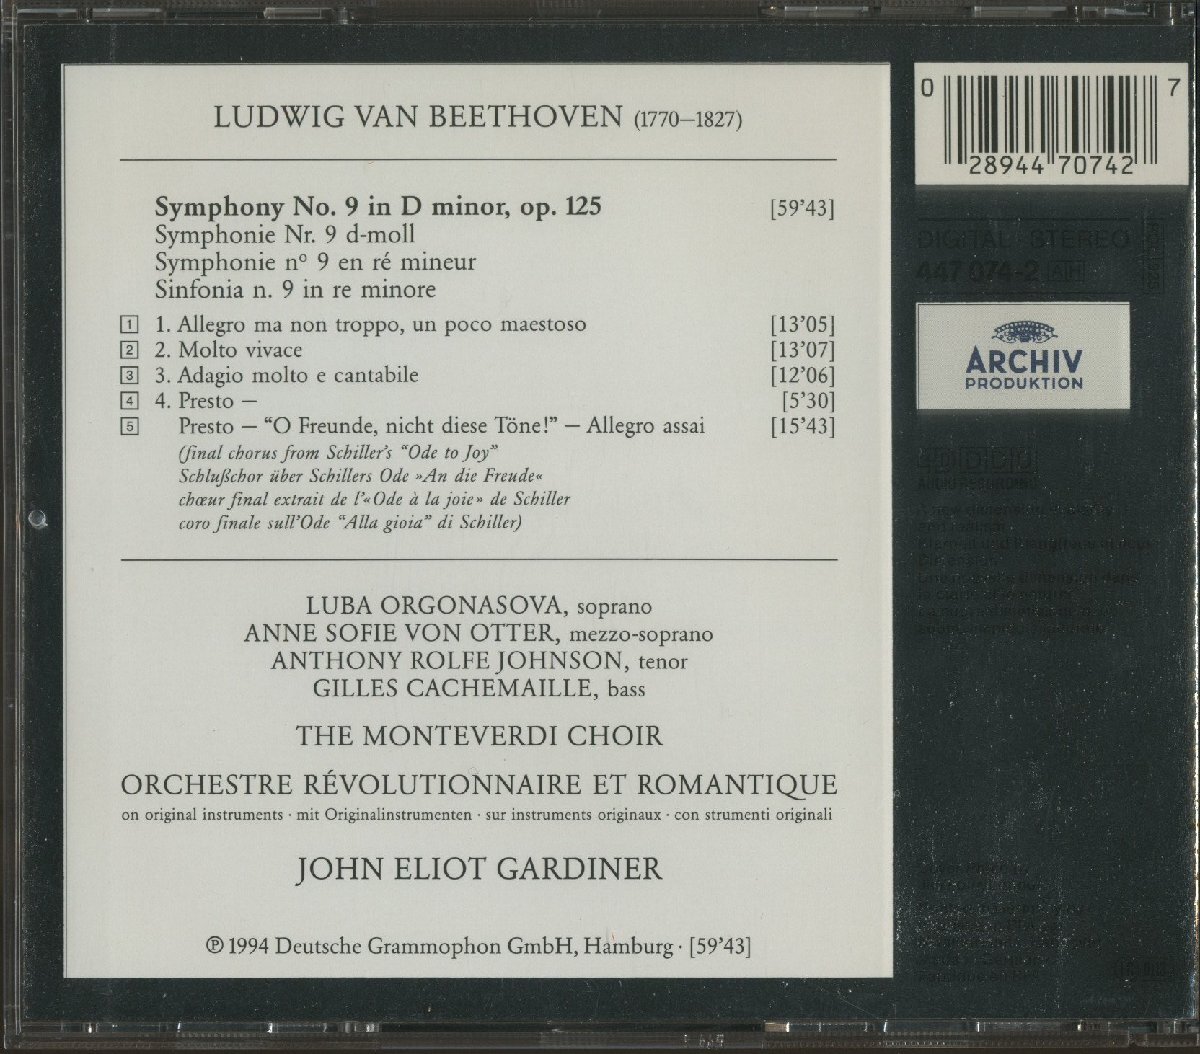 LUDWIG VAN BEETHOVEN (1770–1827)
Symphony No. 9 in D minor, op. 125 [59'43]
Symphonie Nr. 9 d-moll
Symphonie nº 9 en ré mineur
Sinfonia n. 9 in re minore
1 1. Allegro ma non troppo, un poco maestoso [13'05]
2 2. Molto vivace [13'07]
3 3. Adagio molto e cantabile [12'06]
4 4. Presto – [5'30]
5 Presto – “O Freunde, nicht diese Töne!” – Allegro assai [15'43]
(final chorus from Schiller's “Ode to Joy”
Schlußchor über Schillers Ode »An die Freude«
chœur final extrait de l'«Ode à la joie» de Schiller
coro finale sull'Ode “Alla gioia” di Schiller)
LUBA ORGONASOVA, soprano
ANNE SOFIE VON OTTER, mezzo-soprano
ANTHONY ROLFE JOHNSON, tenor
GILLES CACHEMAILLE, bass
THE MONTEVERDI CHOIR
ORCHESTRE RÉVOLUTIONNAIRE ET ROMANTIQUE
on original instruments · mit Originalinstrumenten · sur instruments originaux · con strumenti originali
JOHN ELIOT GARDINER
℗ 1994 Deutsche Grammophon GmbH, Hamburg · [59'43]
0 28944 70742 7
DIGITAL · STEREO
447 074-2 AH
ARCHIV
PRODUKTION